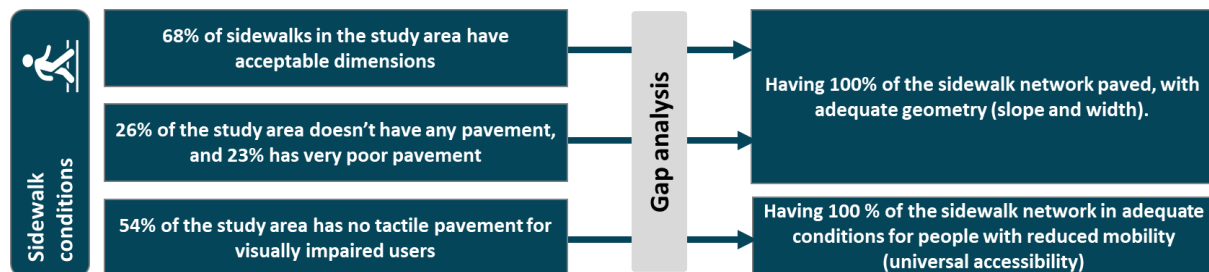 Sidewalk
conditions
68% of sidewalks in the study area have
acceptable dimensions
26% of the study area doesn't have any pavement,
and 23% has very poor pavement
54% of the study area has no tactile pavement for
visually impaired users
Gap analysis
Having 100% of the sidewalk network paved, with
adequate geometry (slope and width).
Having 100 % of the sidewalk network in adequate
conditions for people with reduced mobility
(universal accessibility)